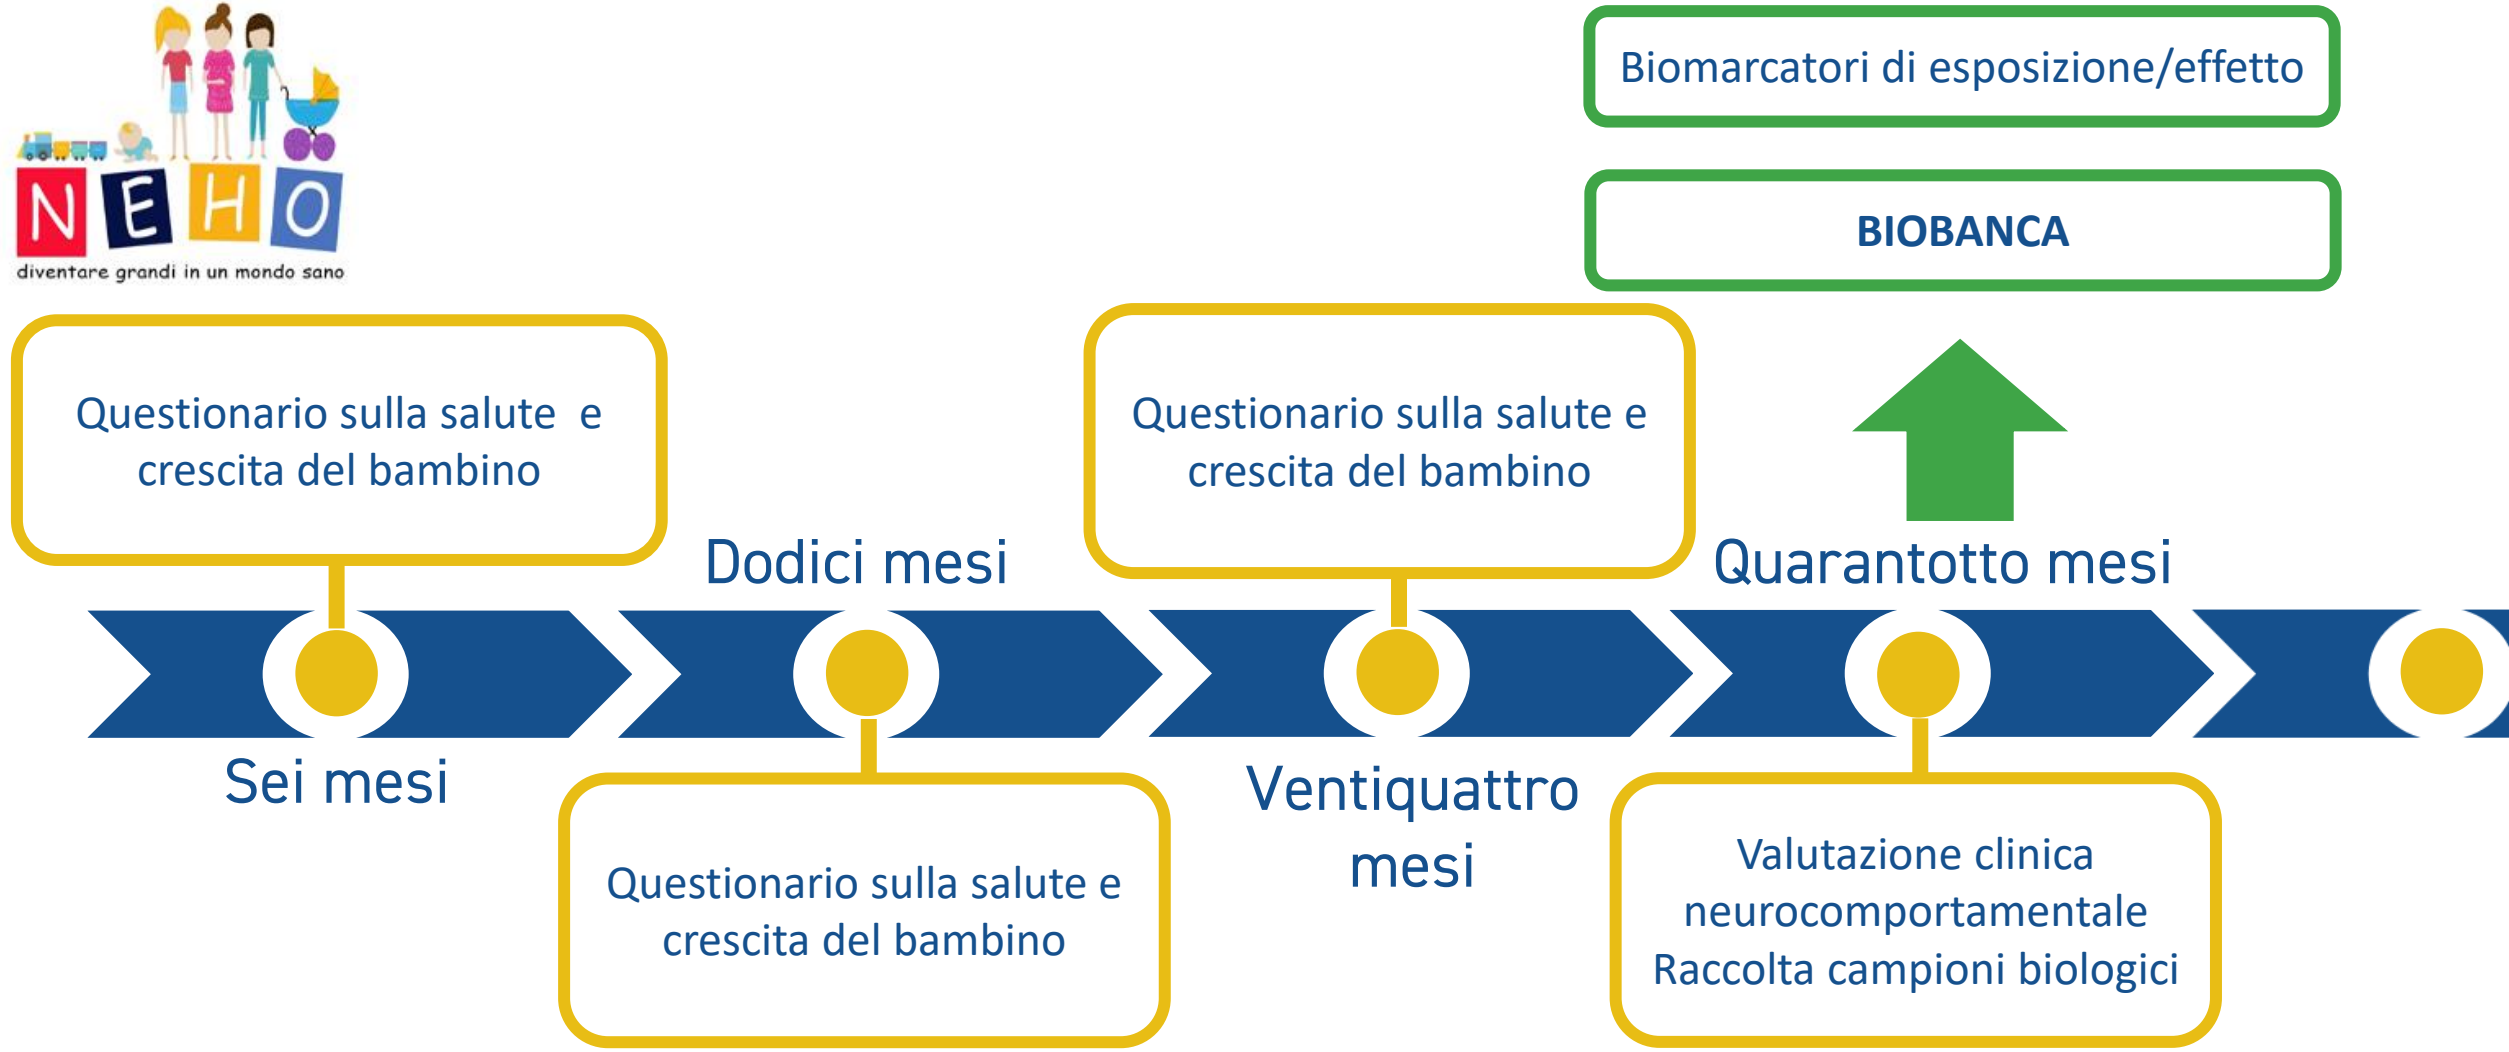 NEHO
diventare grandi in un mondo sano
Biomarcatori di esposizione/effetto
BIOBANCA
Questionario sulla salute e
crescita del bambino
Sei mesi
Dodici mesi
Questionario sulla salute e
crescita del bambino
Questionario sulla salute e
crescita del bambino
Ventiquattro
mesi
Quarantotto mesi
Valutazione clinica
neurocomportamentale
Raccolta campioni biologici